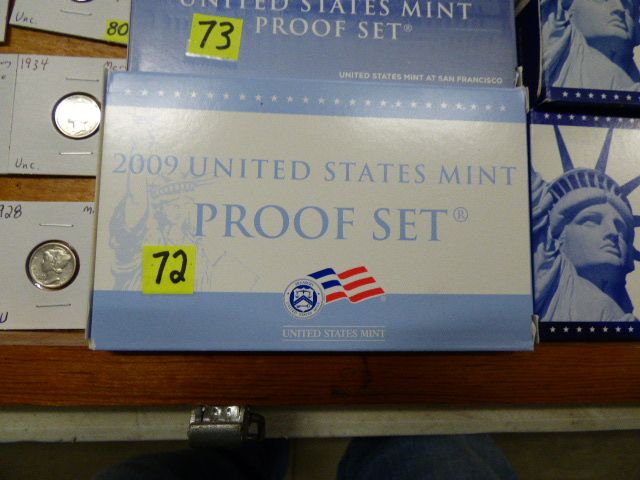 UNITED STATES MINT
PROOF SET®
73
UNITED STATES MINT AT SAN FRANCISCO
Unc.
80
1934
Unc.
2009 UNITED STATES MINT
PROOF SET®
72
UNITED STATES MINT
1928